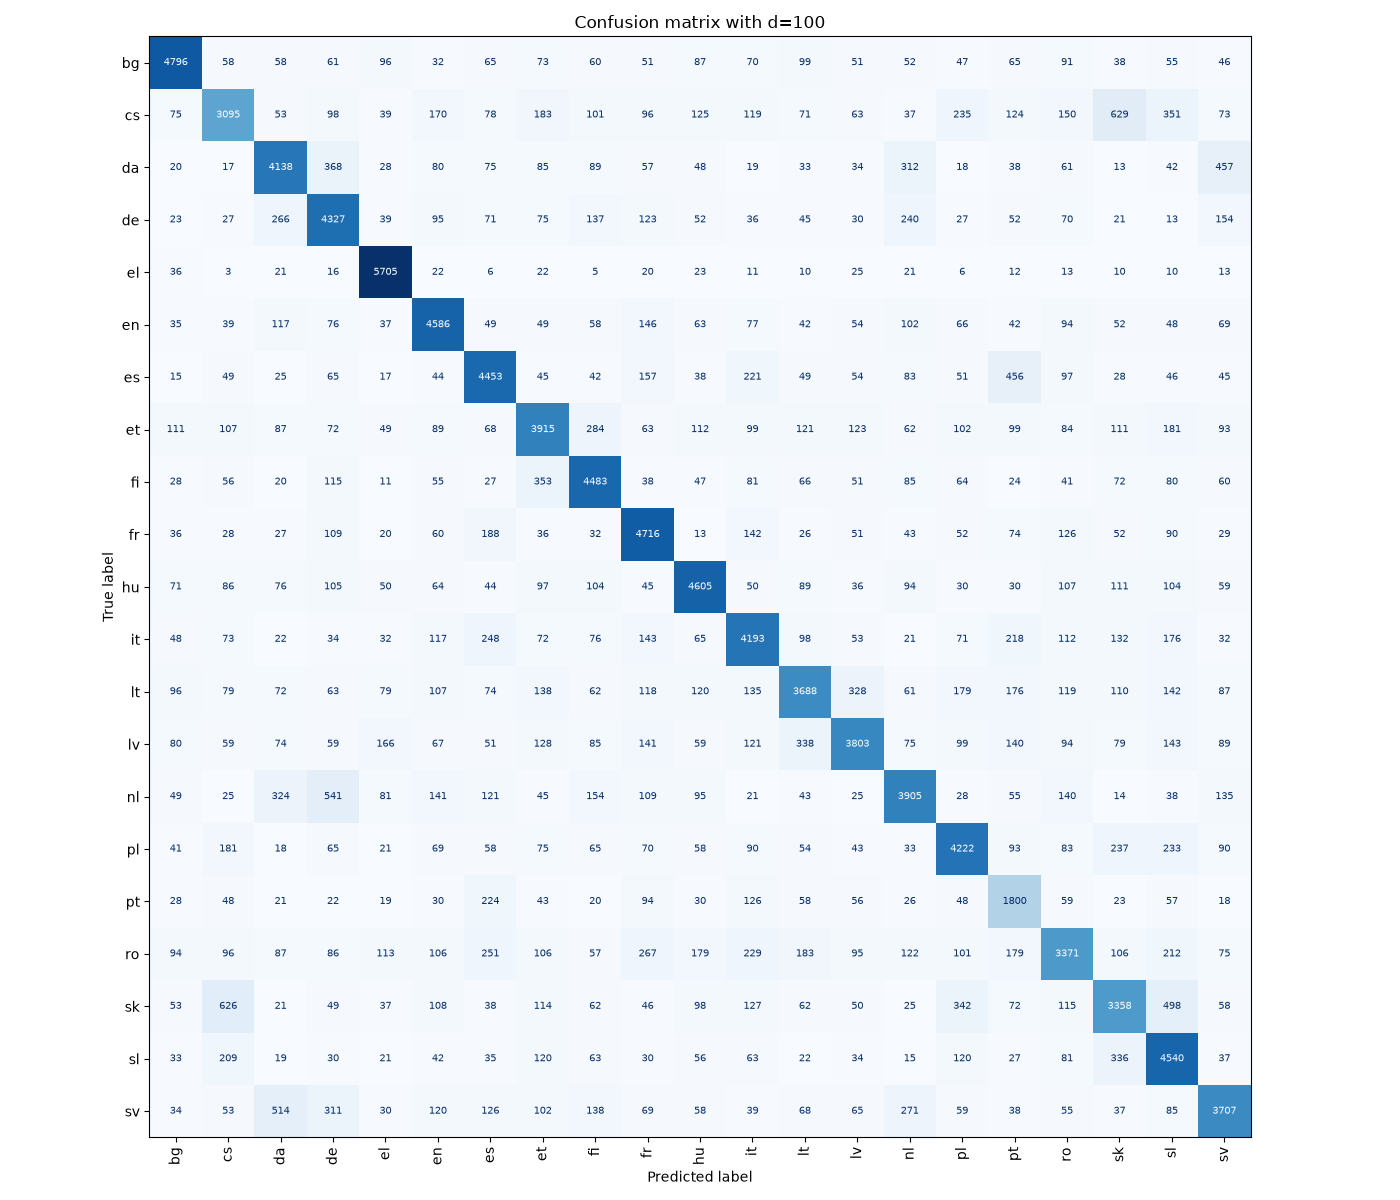 Confusion matrix with d=100
bg 4796 58 58 61 96 32 65 73 60 51 87 70 99 51 52 47 65 91 38 55 46
cs 75 3095 53 98 39 170 78 183 101 96 125 119 71 63 37 235 124 150 629 351 73
da 20 17 4138 368 28 80 75 85 89 57 48 19 33 34 312 18 38 61 13 42 457
de 23 27 266 4327 39 95 71 75 137 123 52 36 45 30 240 27 52 70 21 13 154
el 36 3 21 16 5705 22 6 22 5 20 23 11 10 25 21 6 12 13 10 10 13
en 35 39 117 76 37 4586 49 49 58 146 63 77 42 54 102 66 42 94 52 48 69
es 15 49 25 65 17 44 4453 45 42 157 38 221 49 54 83 51 456 97 28 46 45
et 111 107 87 72 49 89 68 3915 284 63 112 99 121 123 62 102 99 84 111 181 93
fi 28 56 20 115 11 55 27 353 4483 38 47 81 66 51 85 64 24 41 72 80 60
fr 36 28 27 109 20 60 188 36 32 4716 13 142 26 51 43 52 74 126 52 90 29
True label
hu 71 86 76 105 50 64 44 97 104 45 4605 50 89 36 94 30 30 107 111 104 59
it 48 73 22 34 32 117 248 72 76 143 65 4193 98 53 21 71 218 112 132 176 32
lt 96 79 72 63 79 107 74 138 62 118 120 135 3688 328 61 179 176 119 110 142 87
lv 80 59 74 59 166 67 51 128 85 141 59 121 338 3803 75 99 140 94 79 143 89
nl 49 25 324 541 81 141 121 45 154 109 95 21 43 25 3905 28 55 140 14 38 135
pl 41 181 18 65 21 69 58 75 65 70 58 90 54 43 33 4222 93 83 237 233 90
pt 28 48 21 22 19 30 224 43 20 94 30 126 58 56 26 48 1800 59 23 57 18
ro 94 96 87 86 113 106 251 106 57 267 179 229 183 95 122 101 179 3371 106 212 75
sk 53 626 21 49 37 108 38 114 62 46 98 127 62 50 25 342 72 115 3358 498 58
sl 33 209 19 30 21 42 35 120 63 30 56 63 22 34 15 120 27 81 336 4540 37
sv 34 53 514 311 30 120 126 102 138 69 58 39 68 65 271 59 38 55 37 85 3707
bg cs da de el en es et fi fr hu it lt lv nl pl pt ro sk sl sv
Predicted label